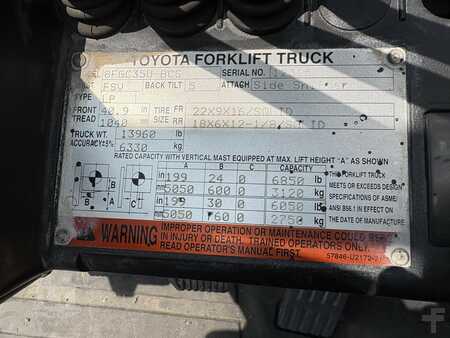 TOYOTA FORKLIFT TRUCK
8FGC35U-BCS SERIAL NO.
FSV BACK TILT 5 ATTACH Side Shifter
TYPE LP
FRONT TREAD 40.9 in TIRE SIZE FR 22X9X16/SOLID
1040 mm RR 18X6X12-1/8/SOLID
TRUCK WT. 13960 lb
ACCURACY±5% 6330 kg
RATED CAPACITY WITH VERTICAL MAST EQUIPPED AT MAX. LIFT HEIGHT "A" AS SHOWN
A B C CAPACITY
in 199 24 0 6850 lb THIS FORKLIFT TRUCK
mm 5050 600 0 3120 kg MEETS OR EXCEEDS DESIGN
in 199 30 0 6050 lb SPECIFICATIONS OF ASME/
mm 5050 760 0 2750 kg ANSI B56.1 IN EFFECT ON
THE DATE OF MANUFACTURE.
A B C
WARNING
IMPROPER OPERATION OR MAINTENANCE COULD RESULT
IN INJURY OR DEATH. TRAINED OPERATORS ONLY.
READ OPERATOR'S MANUAL FIRST.
57846-U2172-71